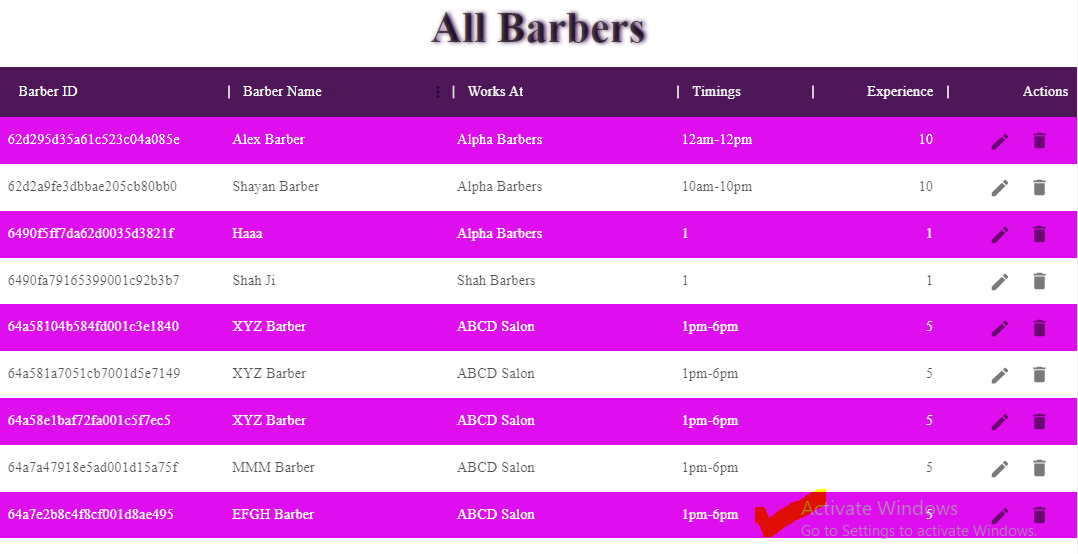 All Barbers
Barber ID | Barber Name | Works At | Timings | Experience | Actions
62d295d35a61c523c04a085e Alex Barber Alpha Barbers 12am-12pm 10
62d2a9fe3dbbae205cb80bb0 Shayan Barber Alpha Barbers 10am-10pm 10
6490f5ff7da62d0035d3821f Haaa Alpha Barbers 1 1
6490fa79165399001c92b3b7 Shah Ji Shah Barbers 1 1
64a58104b584fd001c3e1840 XYZ Barber ABCD Salon 1pm-6pm 5
64a581a7051cb7001d5e7149 XYZ Barber ABCD Salon 1pm-6pm 5
64a58e1baf72fa001c5f7ec5 XYZ Barber ABCD Salon 1pm-6pm 5
64a7a47918e5ad001d15a75f MMM Barber ABCD Salon 1pm-6pm 5
64a7e2b8c4f8cf001d8ae495 EFGH Barber ABCD Salon 1pm-6pm 5
Activate Windows
Go to Settings to activate Windows.